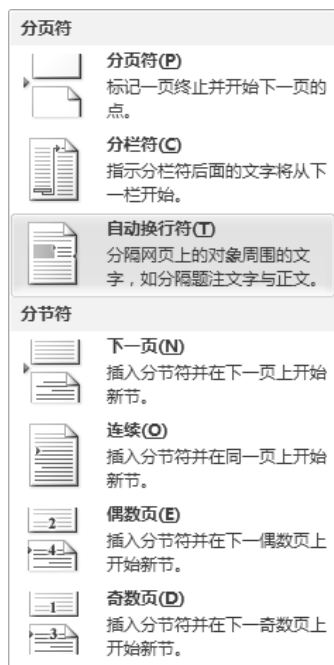 分页符
分页符(P)
标记一页终止并开始下一页的
点。
分栏符(C)
指示分栏符后面的文字将从下
一栏开始。
自动换行符(T)
分隔网页上的对象周围的文
字，如分隔题注文字与正文。
分节符
下一页(N)
插入分节符并在下一页上开始
新节。
连续(O)
插入分节符并在同一页上开始
新节。
2
偶数页(E)
4
插入分节符并在下一偶数页上
开始新节。
1
奇数页(D)
3
插入分节符并在下一奇数页上
开始新节。